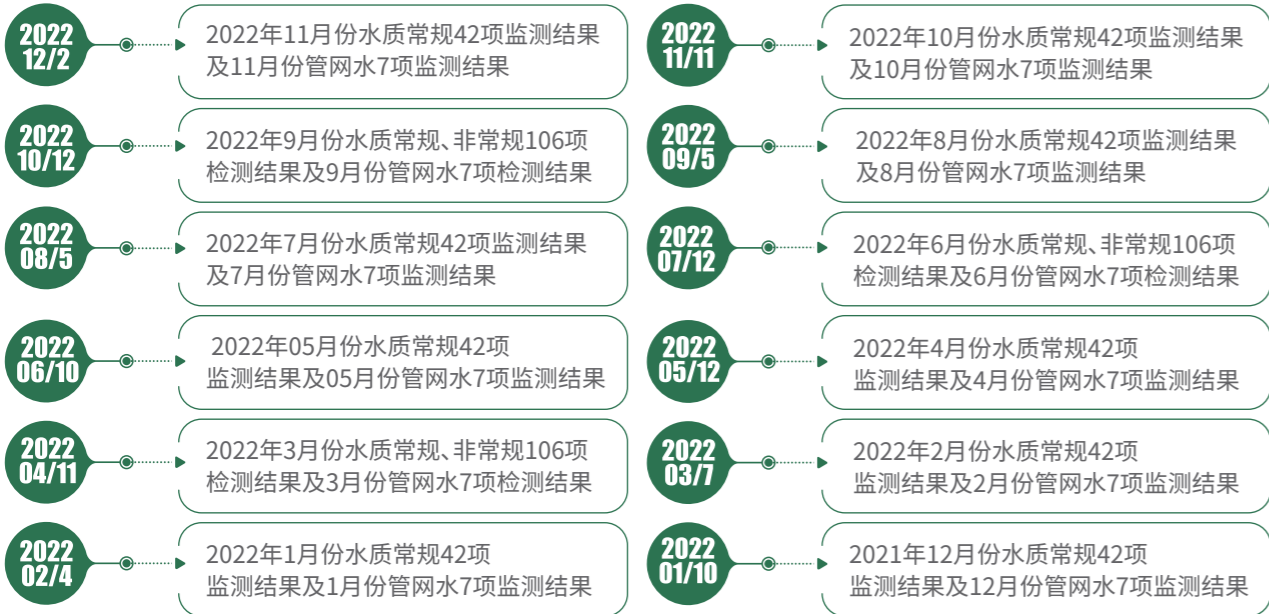 2022
12/2
2022年11月份水质常规42项监测结果
及11月份管网水7项监测结果
2022
11/11
2022年10月份水质常规42项监测结果
及10月份管网水7项监测结果
2022
10/12
2022年9月份水质常规、非常规106项
检测结果及9月份管网水7项检测结果
2022
09/5
2022年8月份水质常规42项监测结果
及8月份管网水7项监测结果
2022
08/5
2022年7月份水质常规42项监测结果
及7月份管网水7项监测结果
2022
07/12
2022年6月份水质常规、非常规106项
检测结果及6月份管网水7项检测结果
2022
06/10
2022年05月份水质常规42项
监测结果及05月份管网水7项监测结果
2022
05/12
2022年4月份水质常规42项
监测结果及4月份管网水7项监测结果
2022
04/11
2022年3月份水质常规、非常规106项
检测结果及3月份管网水7项检测结果
2022
03/7
2022年2月份水质常规42项
监测结果及2月份管网水7项监测结果
2022
02/4
2022年1月份水质常规42项
监测结果及1月份管网水7项监测结果
2022
01/10
2021年12月份水质常规42项
监测结果及12月份管网水7项监测结果